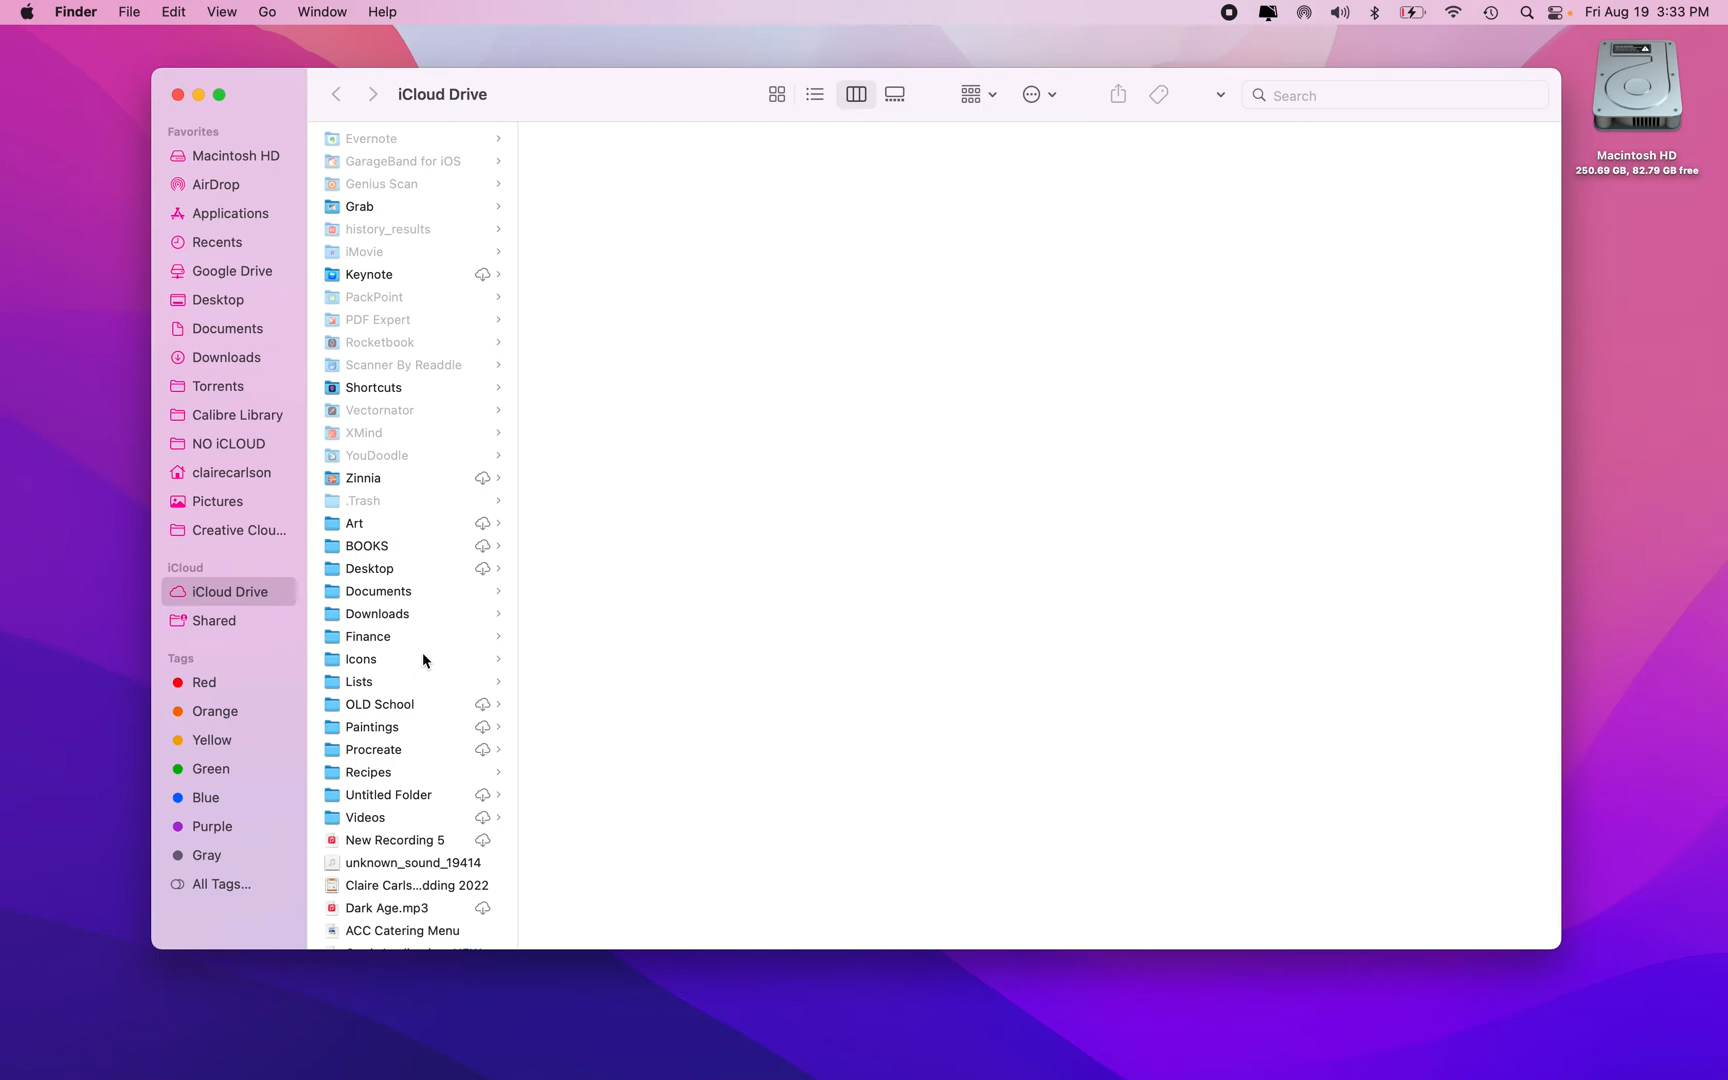 Finder File Edit View Go Window Help Fri Aug 19 3:33 PM
iCloud Drive
Search
Favorites
Macintosh HD
AirDrop
Applications
Recents
Google Drive
Desktop
Documents
Downloads
Torrents
Calibre Library
NO iCLOUD
clairecarlson
Pictures
Creative Clou...
iCloud
iCloud Drive
Shared
Tags
Red
Orange
Yellow
Green
Blue
Purple
Gray
All Tags...
Evernote
GarageBand for iOS
Genius Scan
Grab
history_results
iMovie
Keynote
PackPoint
PDF Expert
Rocketbook
Scanner By Readdle
Shortcuts
Vectornator
XMind
YouDoodle
Zinnia
.Trash
Art
BOOKS
Desktop
Documents
Downloads
Finance
Icons
Lists
OLD School
Paintings
Procreate
Recipes
Untitled Folder
Videos
New Recording 5
unknown_sound_19414
Claire Carls...dding 2022
Dark Age.mp3
ACC Catering Menu
Macintosh HD
250.69 GB, 82.79 GB free